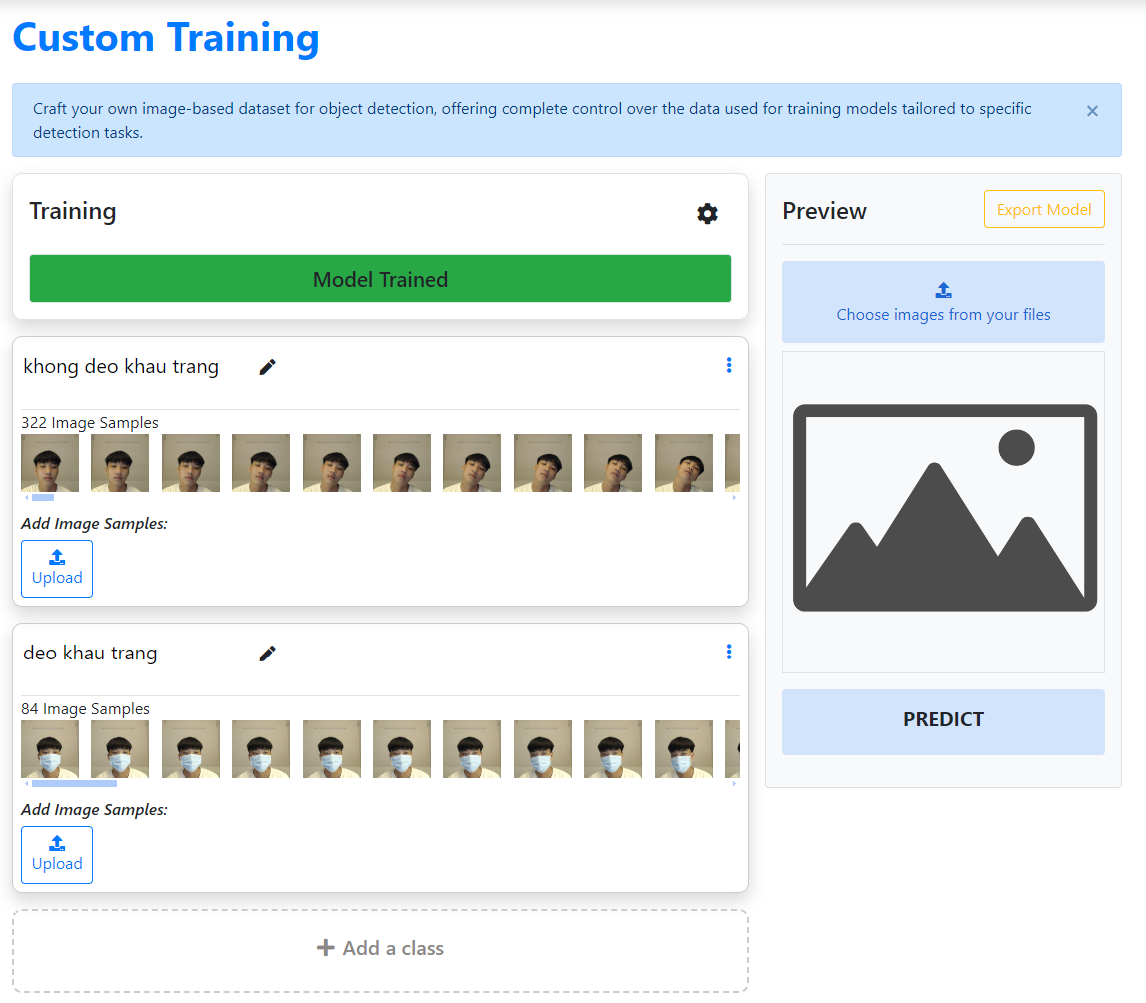 Custom Training
Craft your own image-based dataset for object detection, offering complete control over the data used for training models tailored to specific
detection tasks.
×
Training
Model Trained
khong deo khau trang
322 Image Samples
Add Image Samples:
Upload
deo khau trang
84 Image Samples
Add Image Samples:
Upload
Add a class
Preview
Export Model
Choose images from your files
PREDICT